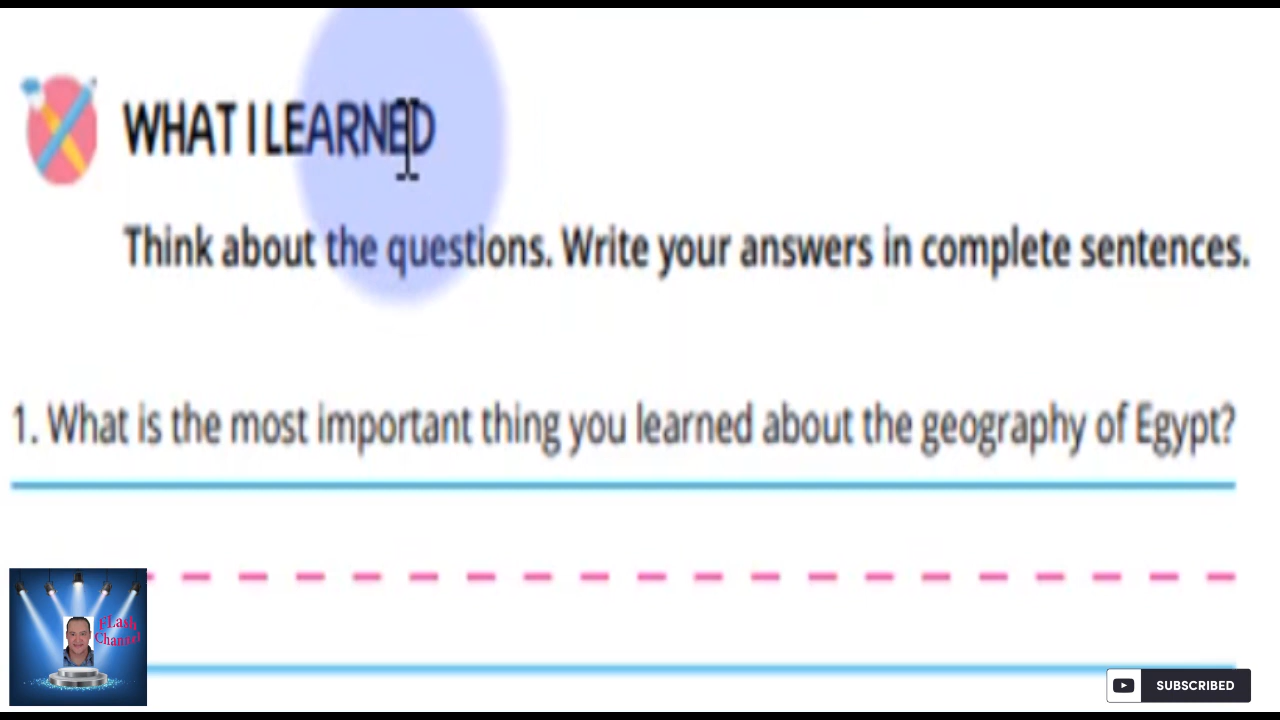 WHAT I LEARNED
Think about the questions. Write your answers in complete sentences.
1. What is the most important thing you learned about the geography of Egypt?
FLash
Channel
SUBSCRIBED